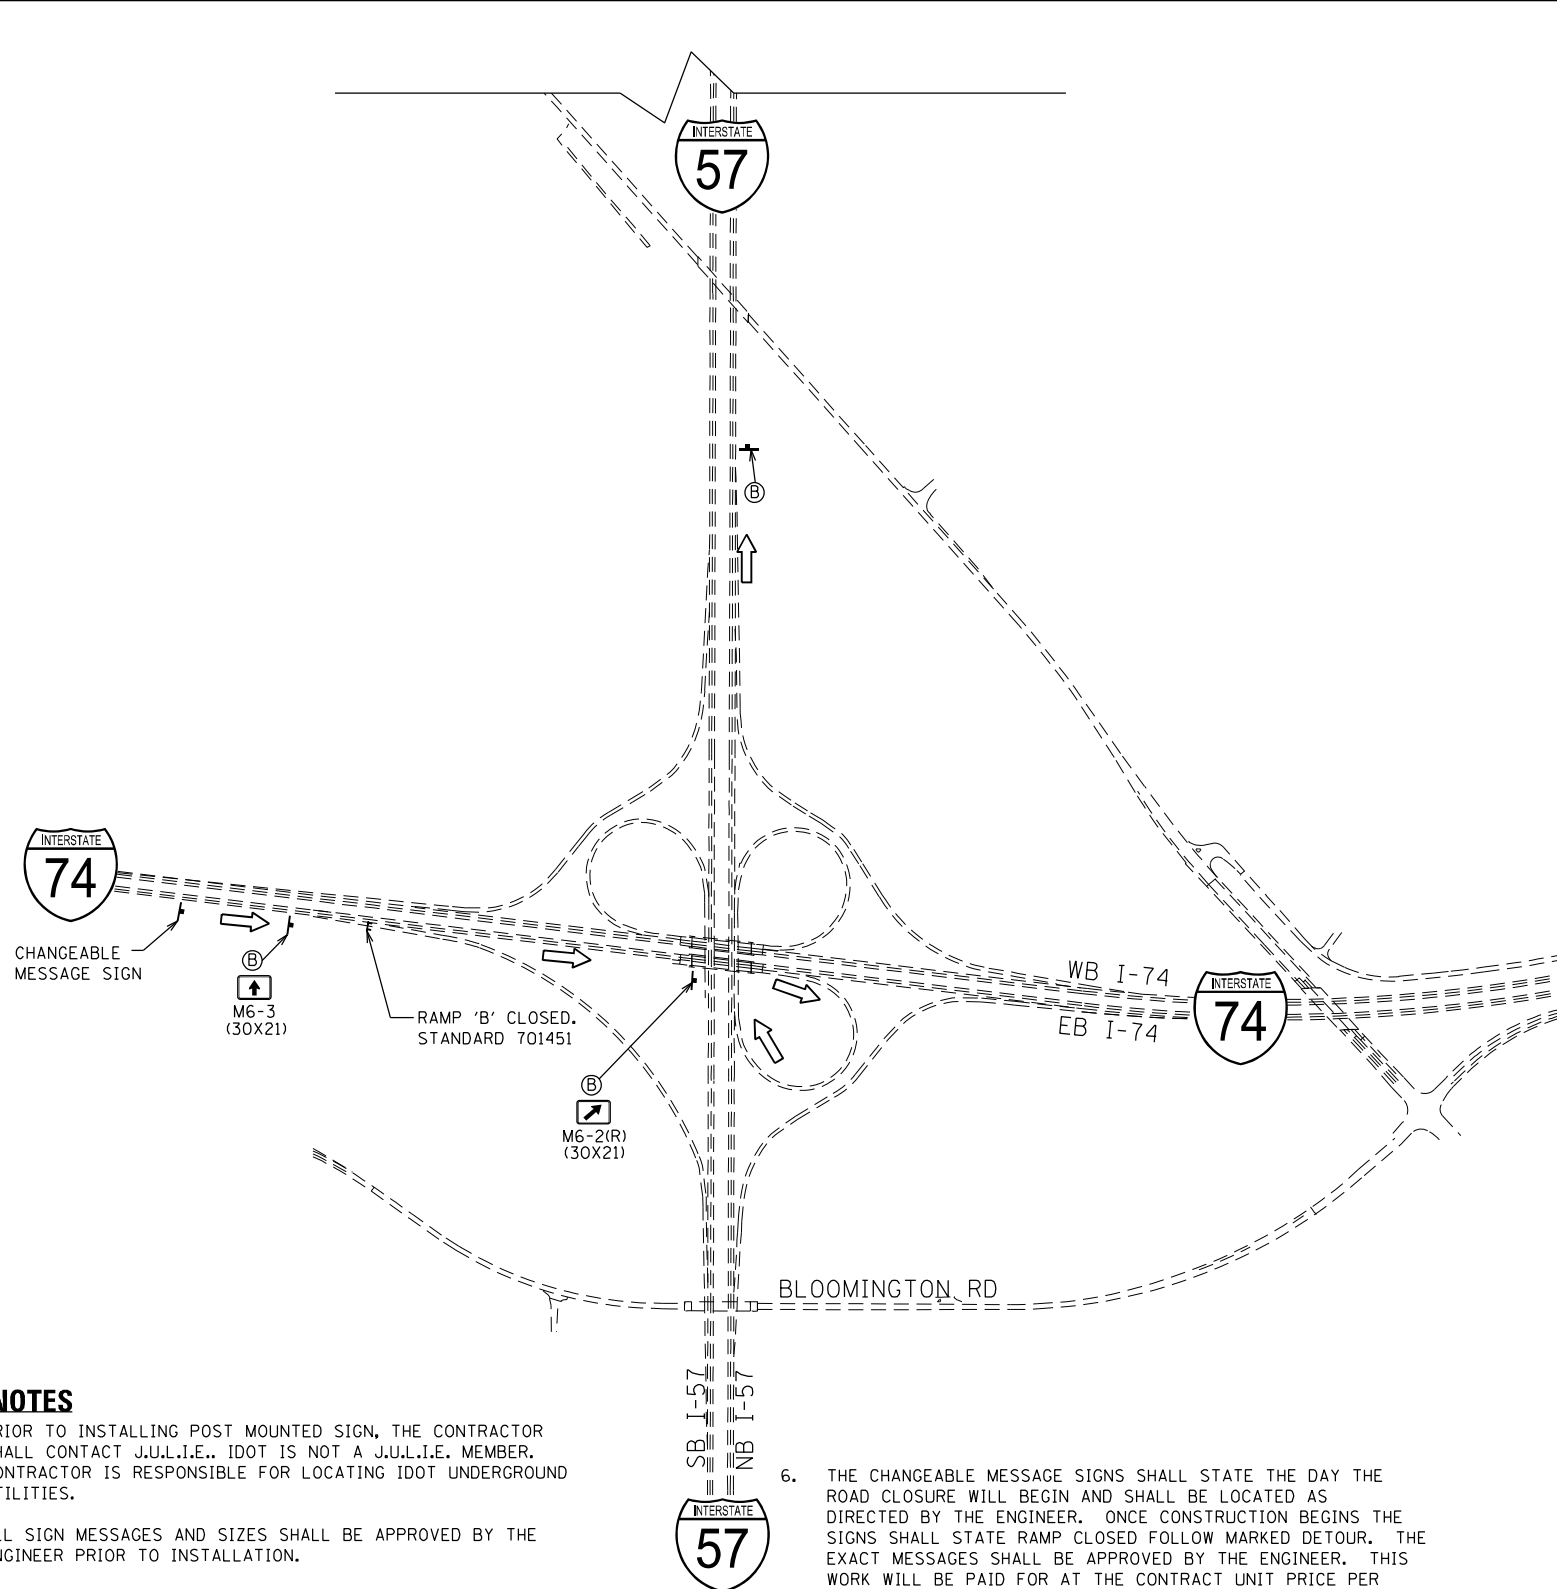 INTERSTATE
57
B
INTERSTATE
74
CHANGEABLE
MESSAGE SIGN
B
M6-3
(30X21)
RAMP 'B' CLOSED.
STANDARD 701451
B
M6-2(R)
(30X21)
WB I-74
EB I-74
INTERSTATE
74
BLOOMINGTON RD
SB I-57
NB I-57
INTERSTATE
57
NOTES
RIOR TO INSTALLING POST MOUNTED SIGN, THE CONTRACTOR
HALL CONTACT J.U.L.I.E.. IDOT IS NOT A J.U.L.I.E. MEMBER.
ONTRACTOR IS RESPONSIBLE FOR LOCATING IDOT UNDERGROUND
TILITIES.
LL SIGN MESSAGES AND SIZES SHALL BE APPROVED BY THE
NGINEER PRIOR TO INSTALLATION.
6. THE CHANGEABLE MESSAGE SIGNS SHALL STATE THE DAY THE
ROAD CLOSURE WILL BEGIN AND SHALL BE LOCATED AS
DIRECTED BY THE ENGINEER. ONCE CONSTRUCTION BEGINS THE
SIGNS SHALL STATE RAMP CLOSED FOLLOW MARKED DETOUR. THE
EXACT MESSAGES SHALL BE APPROVED BY THE ENGINEER. THIS
WORK WILL BE PAID FOR AT THE CONTRACT UNIT PRICE PER